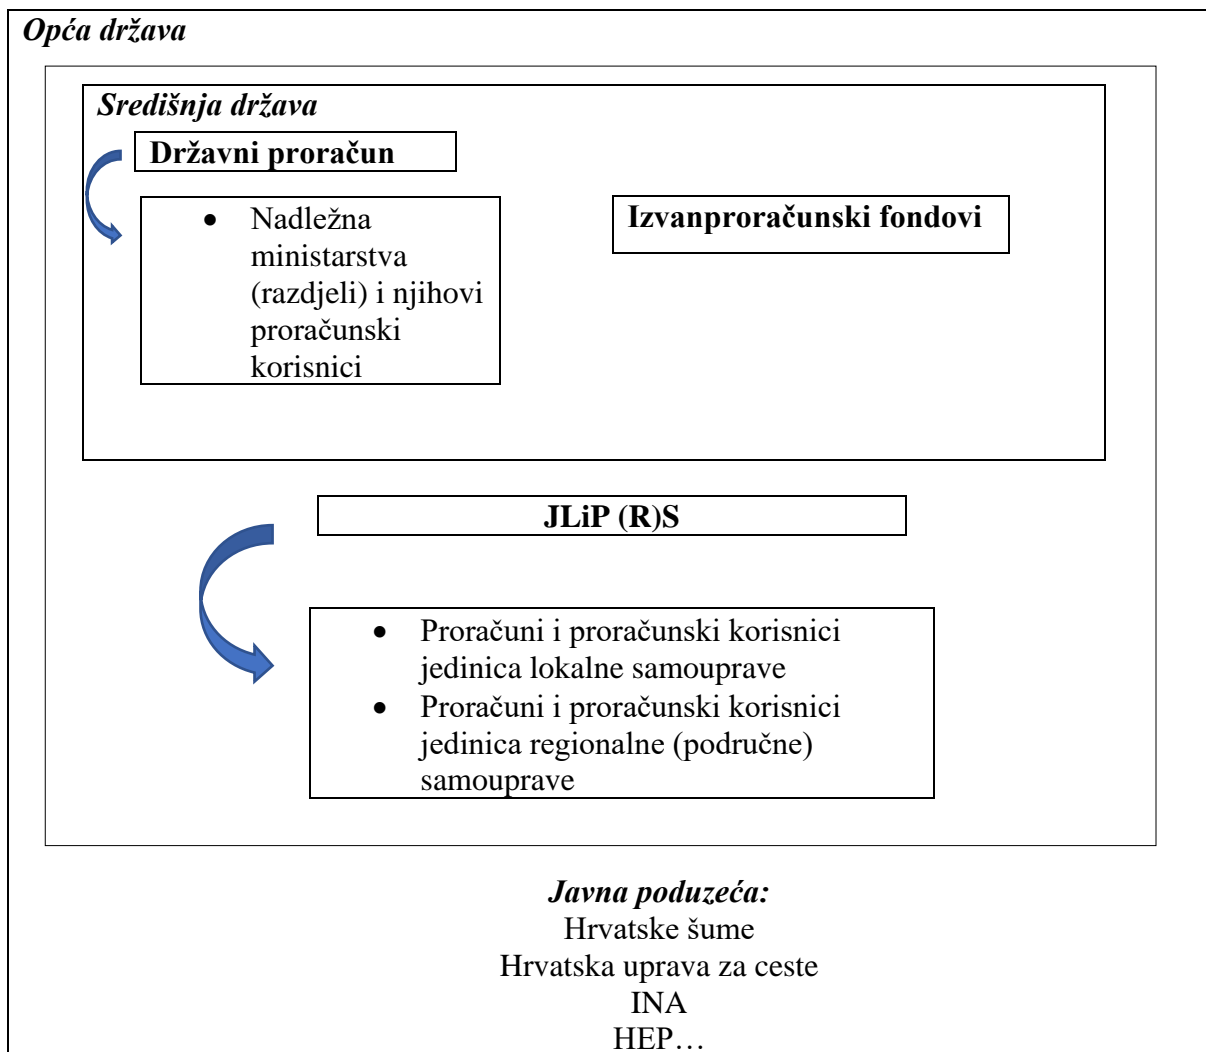 Opća država
Središnja država
Državni proračun
• Nadležna
ministarstva
(razdjeli) i njihovi
proračunski
korisnici
Izvanproračunski fondovi
JLiP (R)S
• Proračuni i proračunski korisnici
jedinica lokalne samouprave
• Proračuni i proračunski korisnici
jedinica regionalne (područne)
samouprave
Javna poduzeća:
Hrvatske šume
Hrvatska uprava za ceste
INA
HEP…